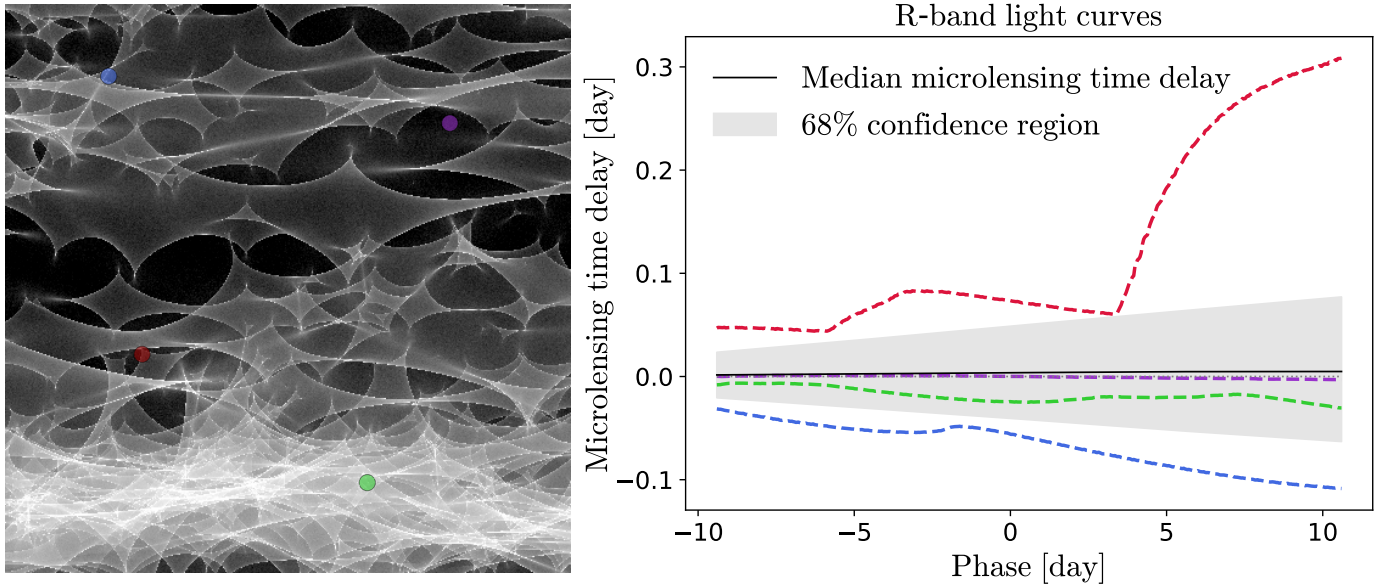 R-band light curves
Microlensing time delay [day]
0.3
0.2
0.1
0.0
−0.1
Median microlensing time delay
68% confidence region
−10
−5
0
5
10
Phase [day]